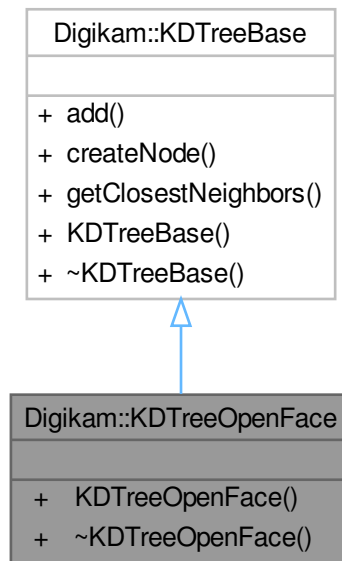 Digikam::KDTreeBase
+ add()
+ createNode()
+ getClosestNeighbors()
+ KDTreeBase()
+ ~KDTreeBase()
Digikam::KDTreeOpenFace
+ KDTreeOpenFace()
+ ~KDTreeOpenFace()